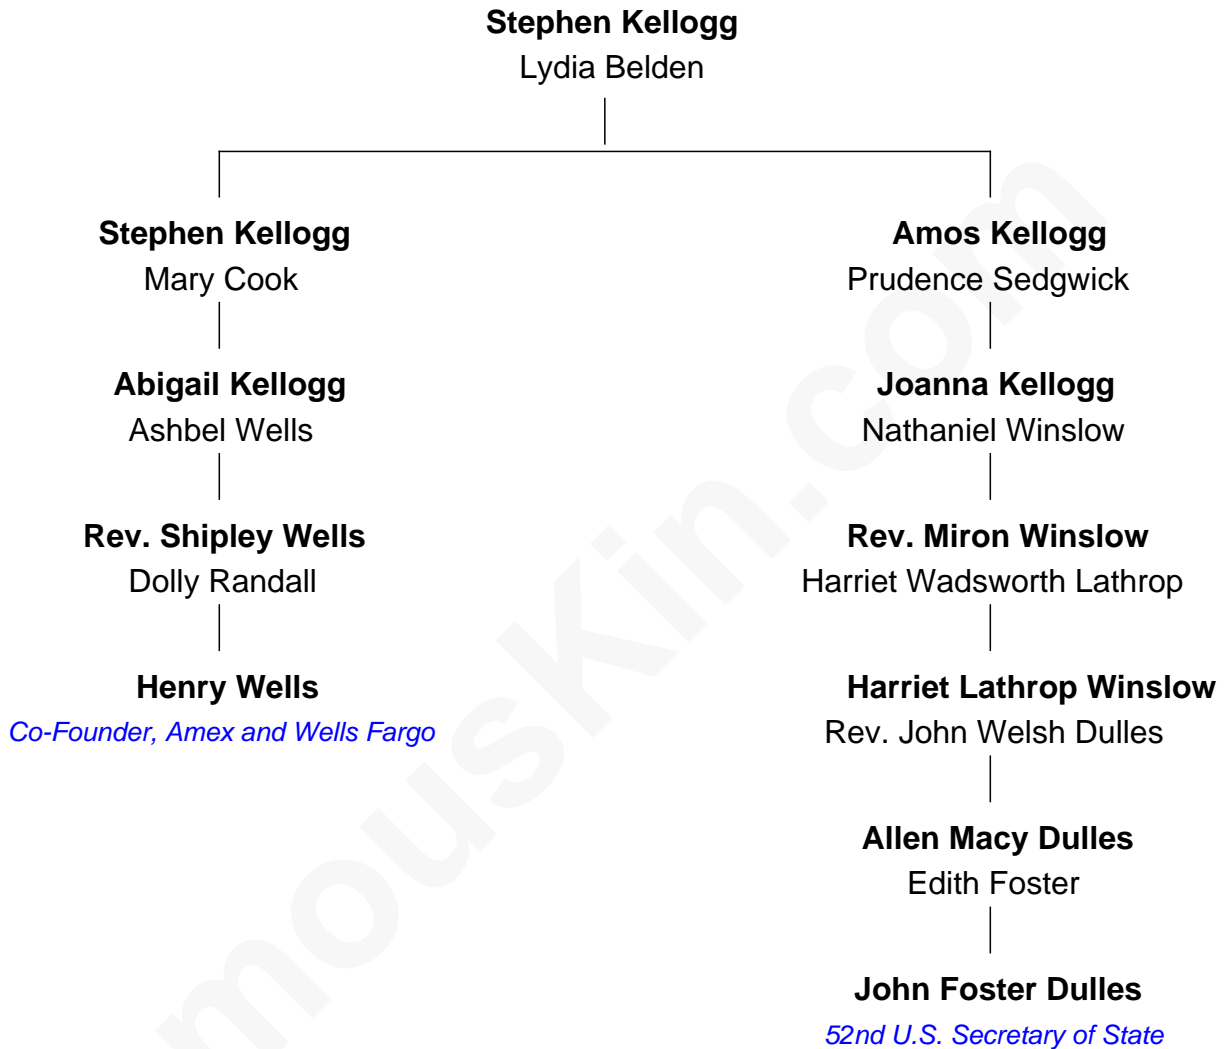 Stephen Kellogg
Lydia Belden
Stephen Kellogg
Mary Cook
Amos Kellogg
Prudence Sedgwick
Abigail Kellogg
Ashbel Wells
Joanna Kellogg
Nathaniel Winslow
Rev. Shipley Wells
Dolly Randall
Rev. Miron Winslow
Harriet Wadsworth Lathrop
Henry Wells
Co-Founder, Amex and Wells Fargo
Harriet Lathrop Winslow
Rev. John Welsh Dulles
Allen Macy Dulles
Edith Foster
John Foster Dulles
52nd U.S. Secretary of State
mousKin.com